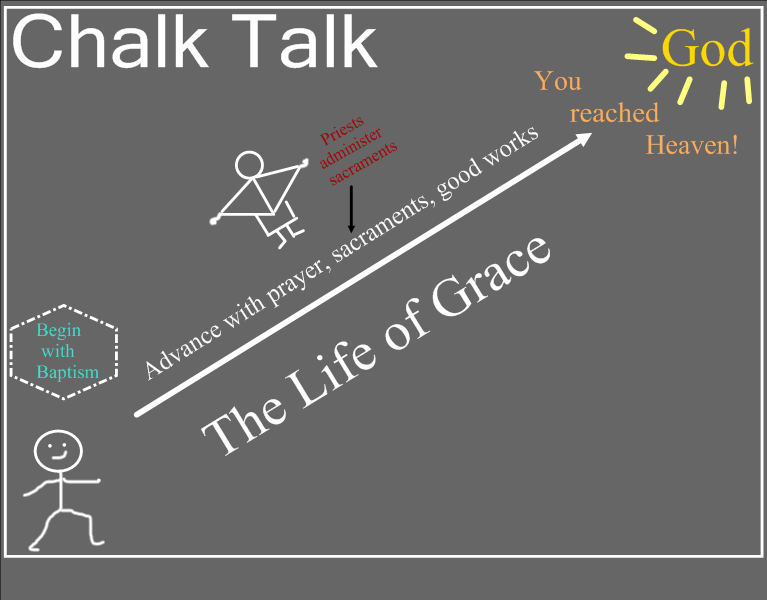 Chalk Talk
God
You
reached
Heaven!
Priests
administer
sacraments
Advance with prayer, sacraments, good works
The Life of Grace
Begin
with
Baptism